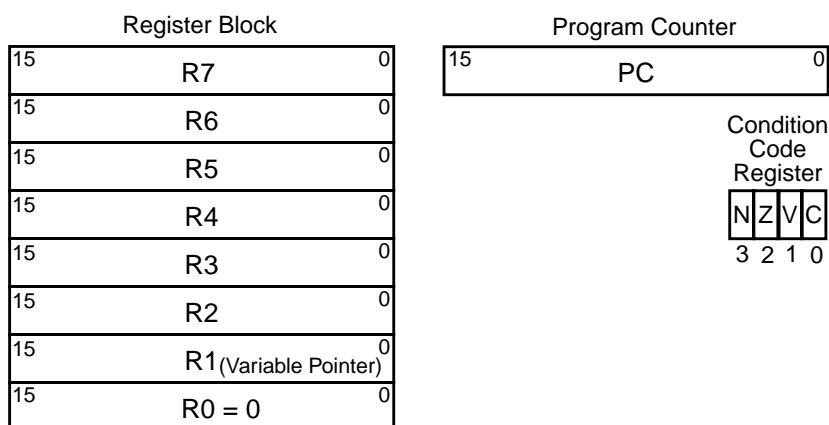 Register Block
15 R7 0
15 R6 0
15 R5 0
15 R4 0
15 R3 0
15 R2 0
15 R1(Variable Pointer) 0
15 R0 = 0 0
Program Counter
15 PC 0
Condition
Code
Register
N Z V C
3 2 1 0